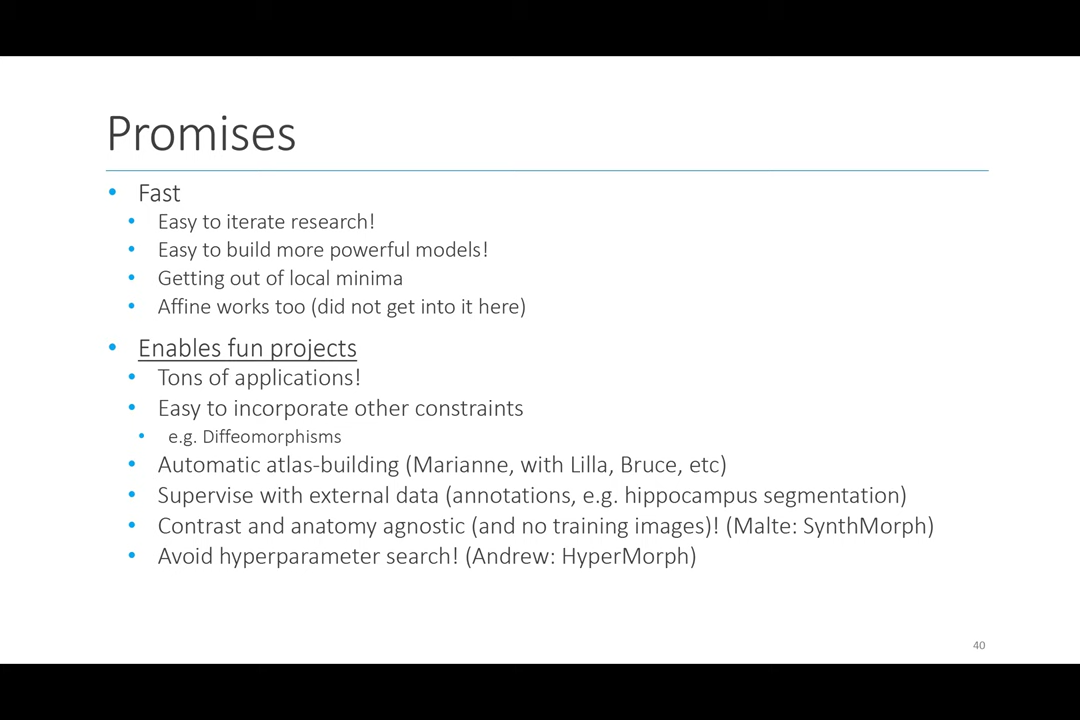 Promises
• Fast
• Easy to iterate research!
• Easy to build more powerful models!
• Getting out of local minima
• Affine works too (did not get into it here)
• Enables fun projects
• Tons of applications!
• Easy to incorporate other constraints
• e.g. Diffeomorphisms
• Automatic atlas-building (Marianne, with Lilla, Bruce, etc)
• Supervise with external data (annotations, e.g. hippocampus segmentation)
• Contrast and anatomy agnostic (and no training images)! (Malte: SynthMorph)
• Avoid hyperparameter search! (Andrew: HyperMorph)
40